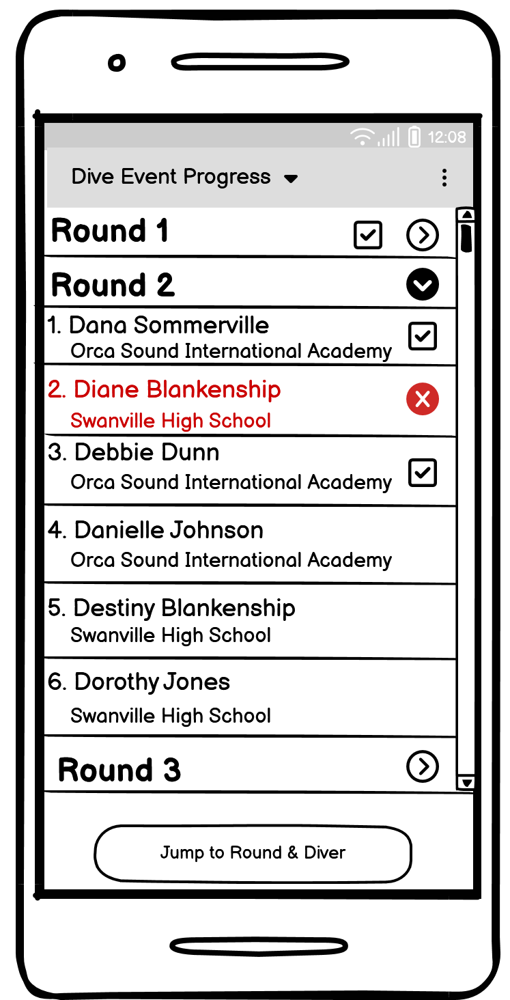 12:08
Dive Event Progress
Round 1
Round 2
1. Dana Sommerville
Orca Sound International Academy
2. Diane Blankenship
Swanville High School
3. Debbie Dunn
Orca Sound International Academy
4. Danielle Johnson
Orca Sound International Academy
5. Destiny Blankenship
Swanville High School
6. Dorothy Jones
Swanville High School
Round 3
Jump to Round & Diver